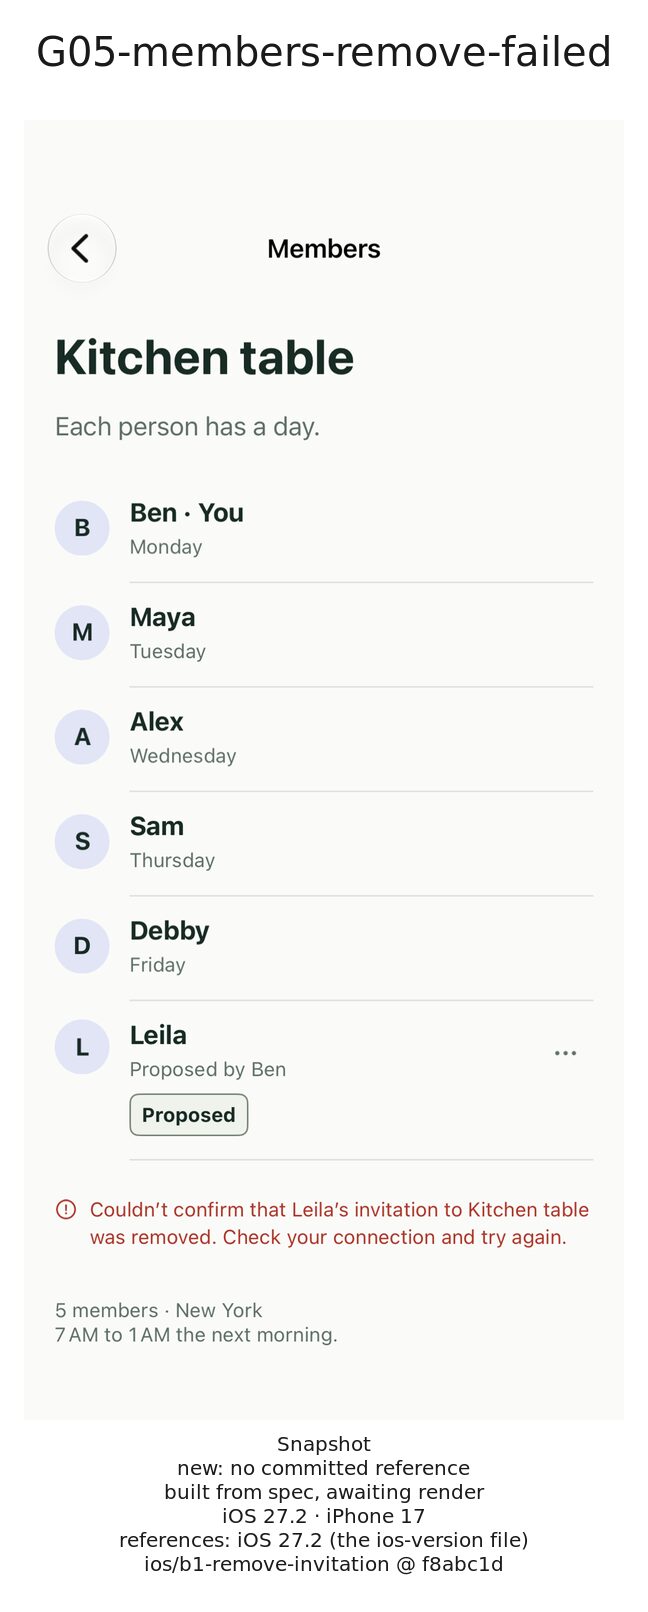 G05-members-remove-failed
Members
Kitchen table
Each person has a day.
B
Ben · You
Monday
M
Maya
Tuesday
A
Alex
Wednesday
S
Sam
Thursday
D
Debby
Friday
L
Leila
Proposed by Ben
Proposed
Couldn’t confirm that Leila’s invitation to Kitchen table
was removed. Check your connection and try again.
5 members · New York
7 AM to 1 AM the next morning.
Snapshot
new: no committed reference
built from spec, awaiting render
iOS 27.2 · iPhone 17
references: iOS 27.2 (the ios-version file)
ios/b1-remove-invitation @ f8abc1d